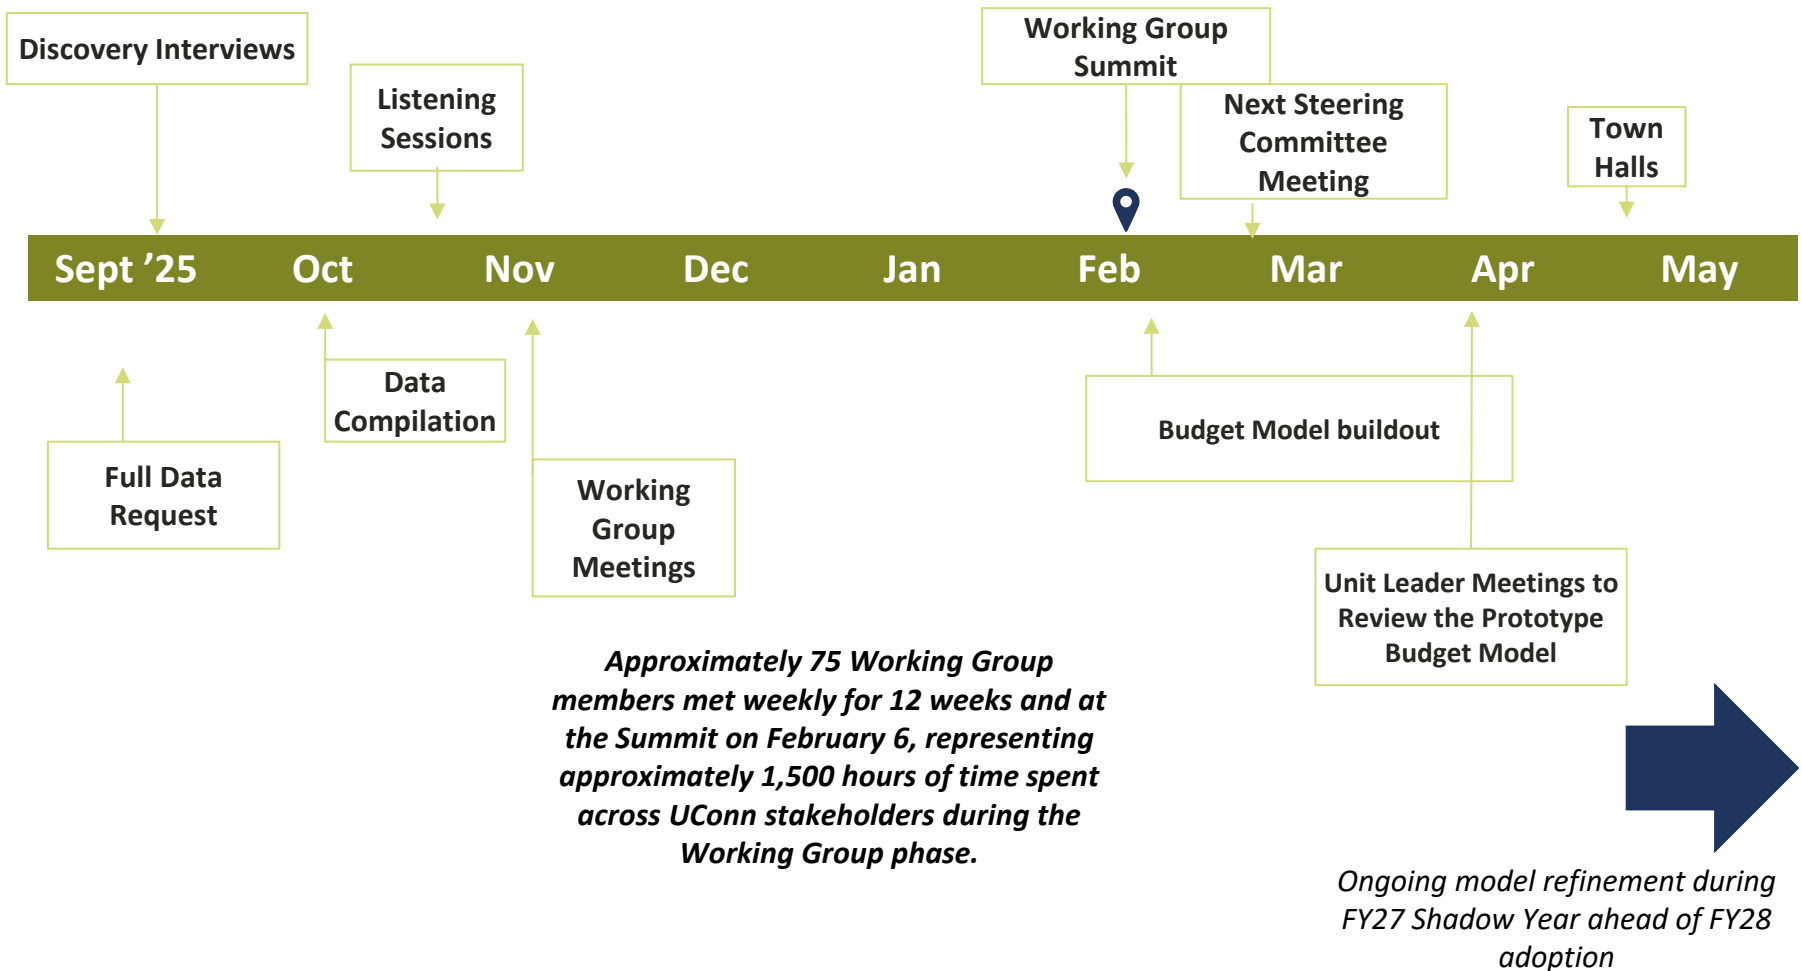 Discovery Interviews
Listening
Sessions
Working Group
Summit
Next Steering
Committee
Meeting
Town
Halls
Sept ’25 Oct Nov Dec Jan Feb Mar Apr May
Full Data
Request
Data
Compilation
Working
Group
Meetings
Budget Model buildout
Unit Leader Meetings to
Review the Prototype
Budget Model
Approximately 75 Working Group
members met weekly for 12 weeks and at
the Summit on February 6, representing
approximately 1,500 hours of time spent
across UConn stakeholders during the
Working Group phase.
Ongoing model refinement during
FY27 Shadow Year ahead of FY28
adoption